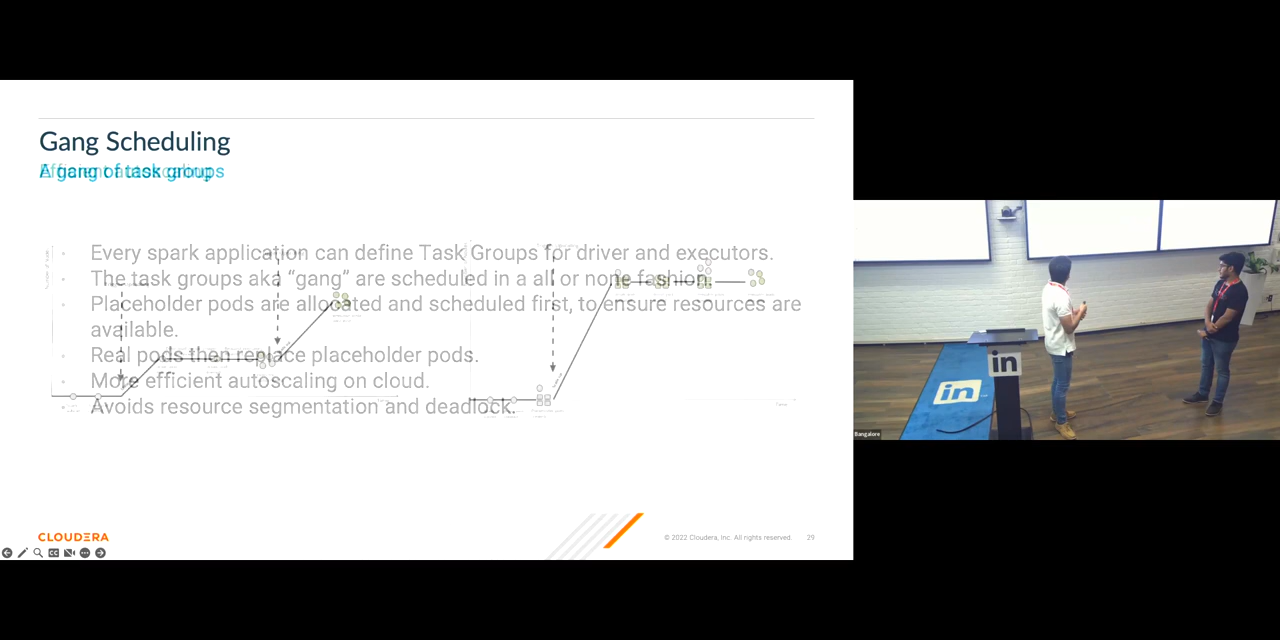 Gang Scheduling
A gang of task groups
Efficient autoscaling
• Every spark application can define Task Groups for driver and executors.
• The task groups aka “gang” are scheduled in a all or none fashion.
• Placeholder pods are allocated and scheduled first, to ensure resources are
available.
• Real pods then replace placeholder pods.
• More efficient autoscaling on cloud.
• Avoids resource segmentation and deadlock.
CLOUDERA
© 2022 Cloudera, Inc. All rights reserved. 29
in
in
Bangalore